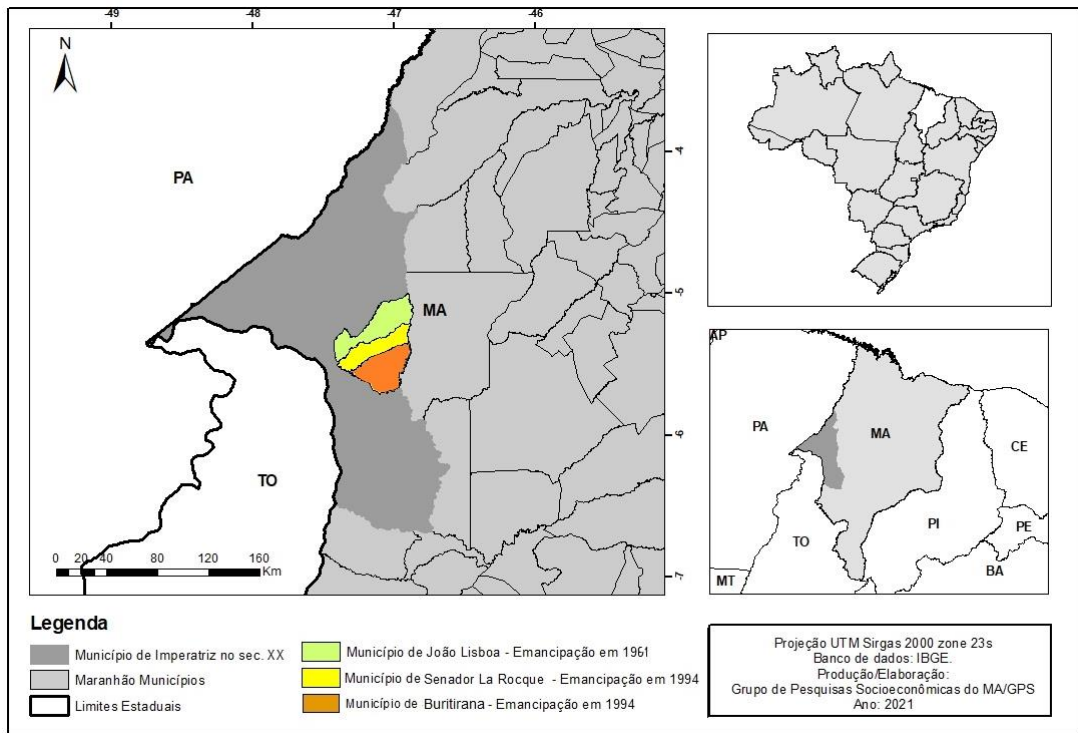 -49
-48
-47
-46
N
-4
-5
-6
-7
PA
MA
TO
0 20 40 80 120 160
Km
AP
PA
MA
CE
TO
PI
PE
MT
BA
Legenda
Município de Imperatriz no sec. XX
Maranhão Municípios
Limites Estaduais
Município de João Lisboa - Emancipação em 1961
Município de Senador La Rocque - Emancipação em 1994
Município de Buritirana - Emancipação em 1994
Projeção UTM Sirgas 2000 zone 23s
Banco de dados: IBGE.
Produção/Elaboração:
Grupo de Pesquisas Socioeconômicas do MA/GPS
Ano: 2021